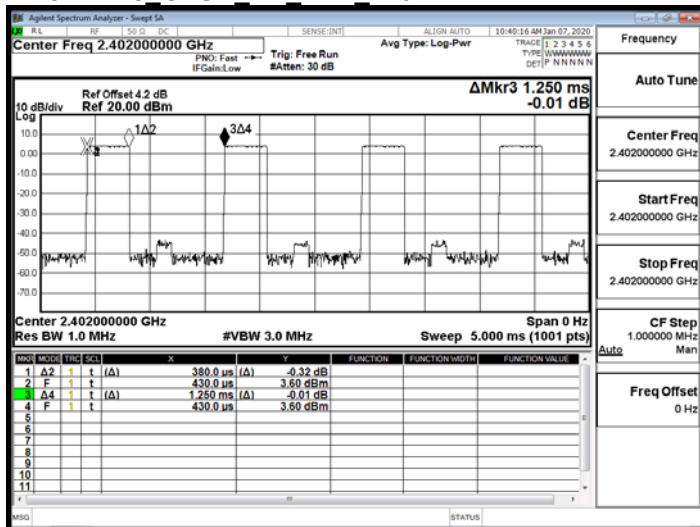 Agilent Spectrum Analyzer - Swept SA
RL RF 50 Ω DC SENSE:INT ALIGN AUTO 10:40:16 AM Jan 07, 2020
Center Freq 2.402000000 GHz
PNO: Fast
IFGain:Low
Trig: Free Run
#Atten: 30 dB
Avg Type: Log-Pwr
TRACE 1 2 3 4 5 6
TYPE WWWWWW
DET P N N N N N
ΔMkr3 1.250 ms
-0.01 dB
Ref Offset 4.2 dB
10 dB/div Ref 20.00 dBm
Log
10.0
0.00
-10.0
-20.0
-30.0
-40.0
-50.0
-60.0
-70.0
1Δ2
3Δ4
Center 2.402000000 GHz Span 0 Hz
Res BW 1.0 MHz #VBW 3.0 MHz Sweep 5.000 ms (1001 pts)
MKR MODE TRC SCL X Y FUNCTION FUNCTION WIDTH FUNCTION VALUE
1 Δ2 1 t (Δ) 380.0 µs (Δ) -0.32 dB
2 F 1 t 430.0 µs 3.60 dBm
3 Δ4 1 t (Δ) 1.250 ms (Δ) -0.01 dB
4 F 1 t 430.0 µs 3.60 dBm
5
6
7
8
9
10
11
MSG STATUS
Frequency
Auto Tune
Center Freq
2.402000000 GHz
Start Freq
2.402000000 GHz
Stop Freq
2.402000000 GHz
CF Step
1.000000 MHz
Auto Man
Freq Offset
0 Hz